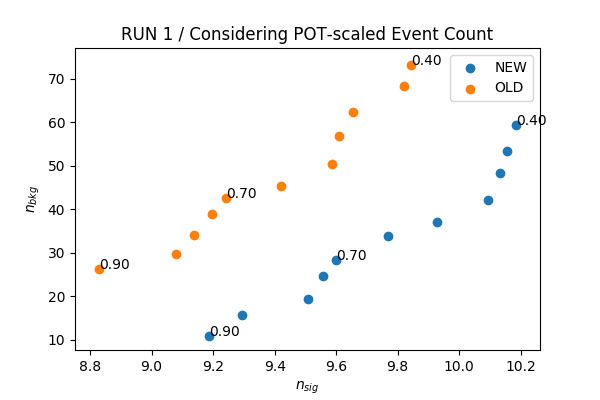 RUN 1 / Considering POT-scaled Event Count
NEW
OLD
0.40
0.40
0.70
0.70
0.90
0.90
70
60
50
40
30
20
10
n_bkg
8.8 9.0 9.2 9.4 9.6 9.8 10.0 10.2
n_sig